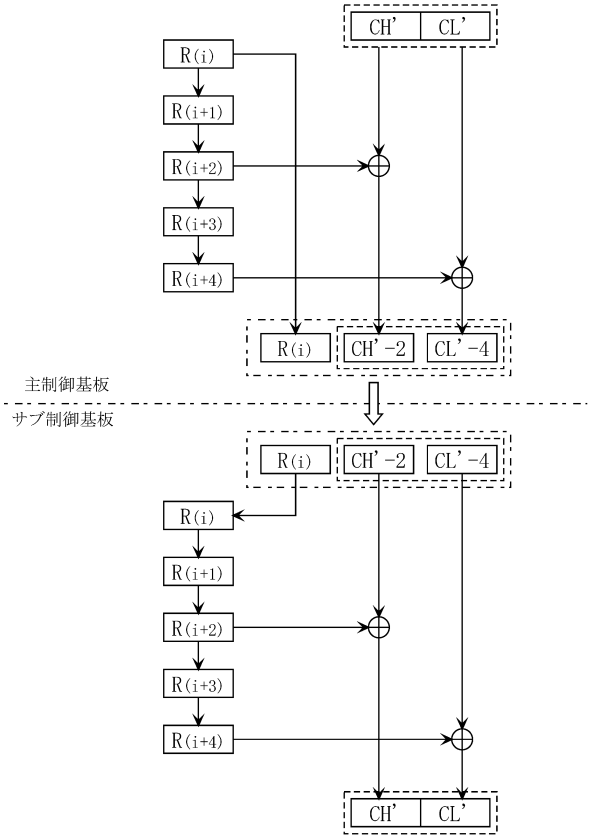 CH' CL'
R(i)
R(i+1)
R(i+2)
R(i+3)
R(i+4)
R(i) CH'-2 CL'-4
主制御基板
サブ制御基板
R(i) CH'-2 CL'-4
R(i)
R(i+1)
R(i+2)
R(i+3)
R(i+4)
CH' CL'